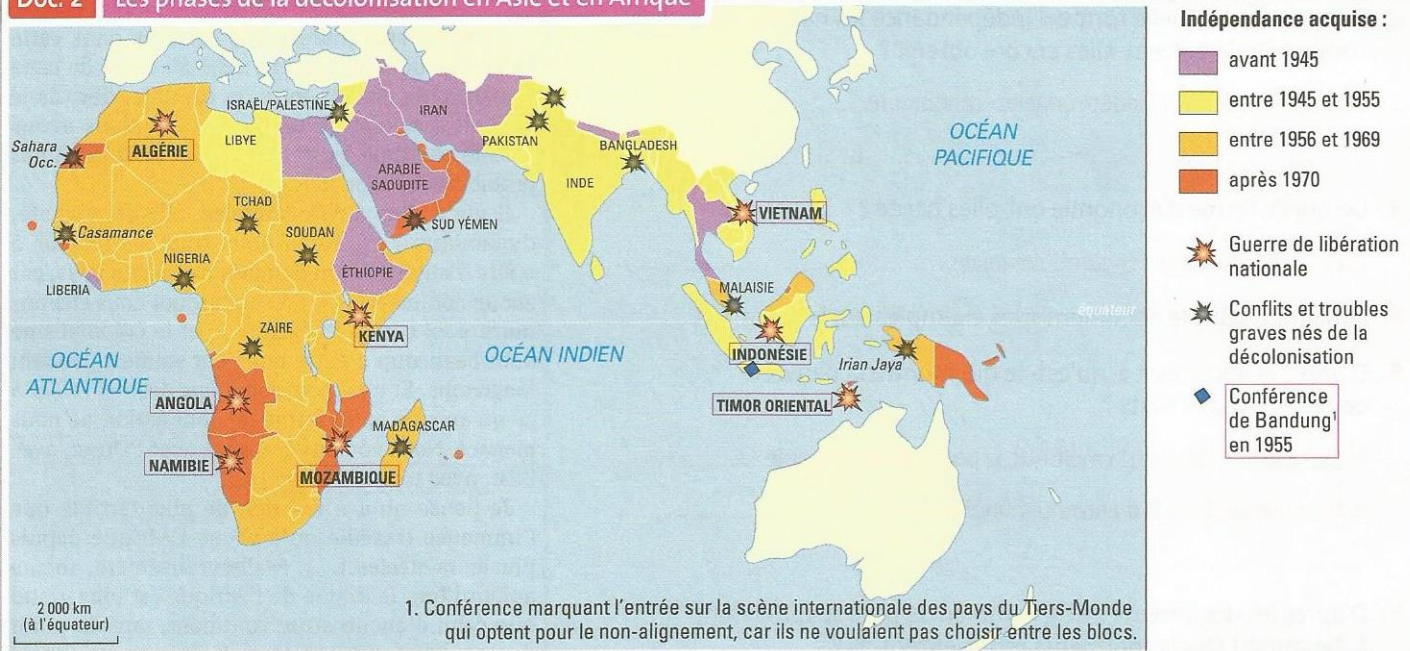 Doc. 2 Les phases de la décolonisation en Asie et en Afrique
Indépendance acquise :
avant 1945
entre 1945 et 1955
entre 1956 et 1969
après 1970
Guerre de libération
nationale
Conflits et troubles
graves nés de la
décolonisation
Conférence
de Bandung¹
en 1955
ISRAËL/PALESTINE
IRAN
LIBYE
ALGÉRIE
Sahara
Occ.
PAKISTAN
BANGLADESH
OCÉAN
PACIFIQUE
ARABIE
SAOUDITE
INDE
TCHAD
Casamance
SOUDAN
SUD YÉMEN
VIETNAM
NIGERIA
ÉTHIOPIE
LIBERIA
MALAISIE
équateur
ZAIRE
KENYA
OCÉAN INDIEN
INDONÉSIE
Irian Jaya
OCÉAN
ATLANTIQUE
ANGOLA
TIMOR ORIENTAL
MADAGASCAR
NAMIBIE
MOZAMBIQUE
2 000 km
(à l'équateur)
1. Conférence marquant l'entrée sur la scène internationale des pays du Tiers-Monde
qui optent pour le non-alignement, car ils ne voulaient pas choisir entre les blocs.